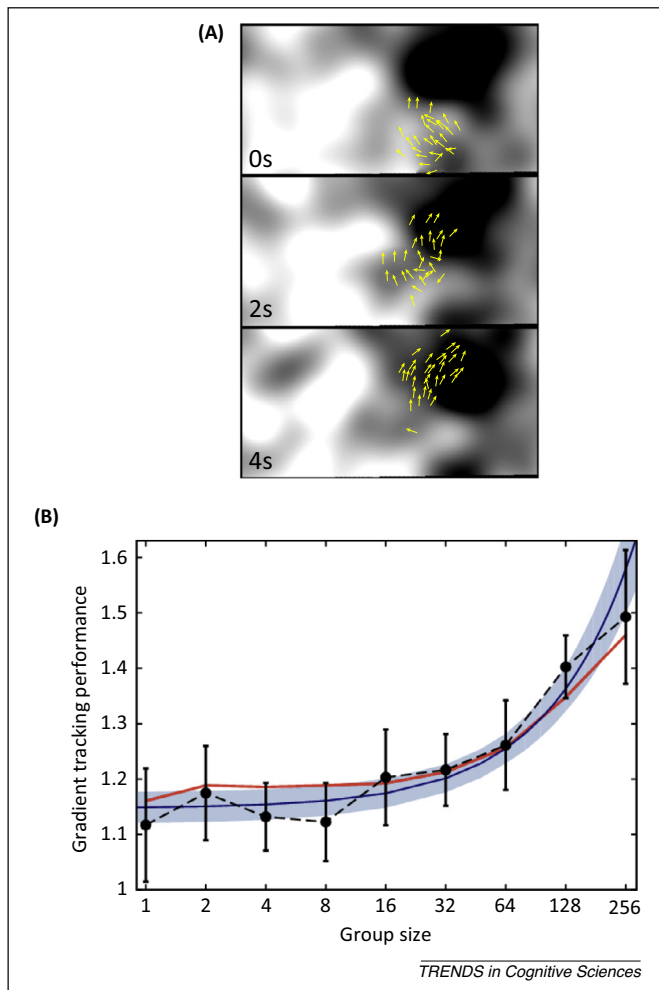 (A)
0s
2s
4s
(B)
Gradient tracking performance
1.6
1.5
1.4
1.3
1.2
1.1
1
1 2 4 8 16 32 64 128 256
Group size
TRENDS in Cognitive Sciences